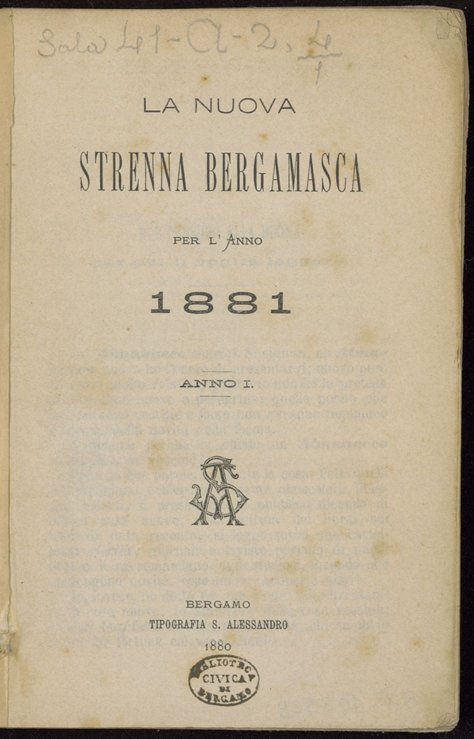 Sala 41-A-2. 4/1
LA NUOVA
STRENNA BERGAMASCA
PER L'ANNO
1881
ANNO I.
BERGAMO
TIPOGRAFIA S. ALESSANDRO
1880
BIBLIOTECA
CIVICA
DI
BERGAMO